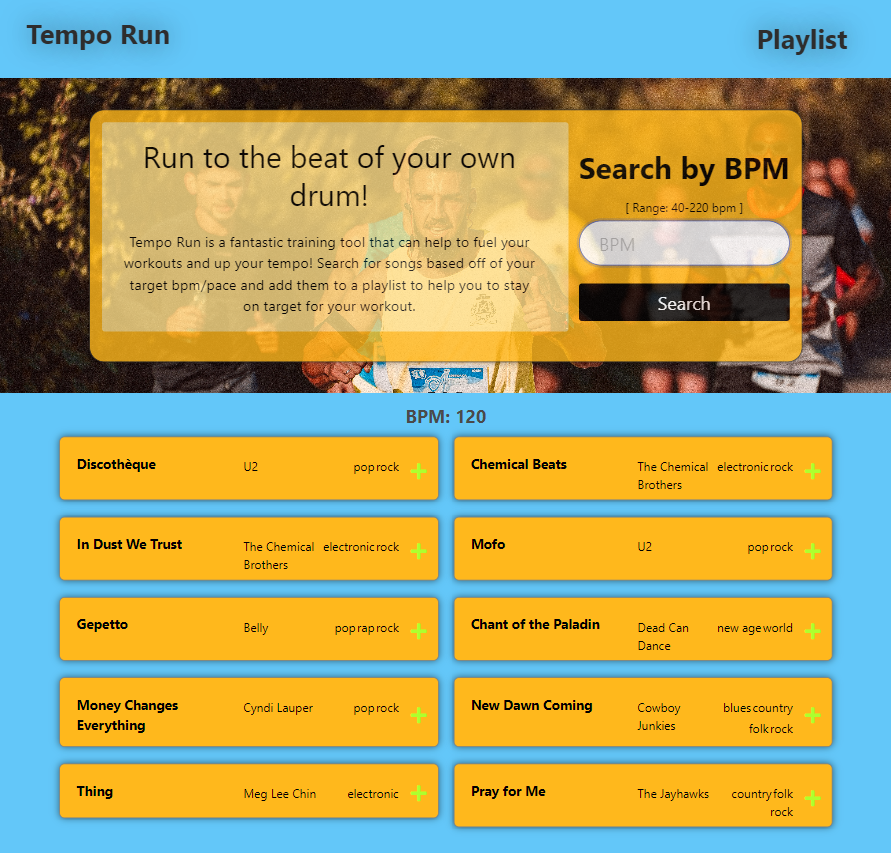 Tempo Run
Playlist
Run to the beat of your own
drum!
Tempo Run is a fantastic training tool that can help to fuel your
workouts and up your tempo! Search for songs based off of your
target bpm/pace and add them to a playlist to help you to stay
on target for your workout.
Search by BPM
[ Range: 40-220 bpm ]
BPM
Search
BPM: 120
Discothèque U2 pop rock +
Chemical Beats The Chemical electronic rock +
Brothers
In Dust We Trust The Chemical electronic rock +
Brothers
Mofo U2 pop rock +
Gepetto Belly pop rap rock +
Chant of the Paladin Dead Can new age world +
Dance
Money Changes Cyndi Lauper pop rock +
Everything
New Dawn Coming Cowboy blues country +
Junkies folk rock
Thing Meg Lee Chin electronic +
Pray for Me The Jayhawks country folk +
rock